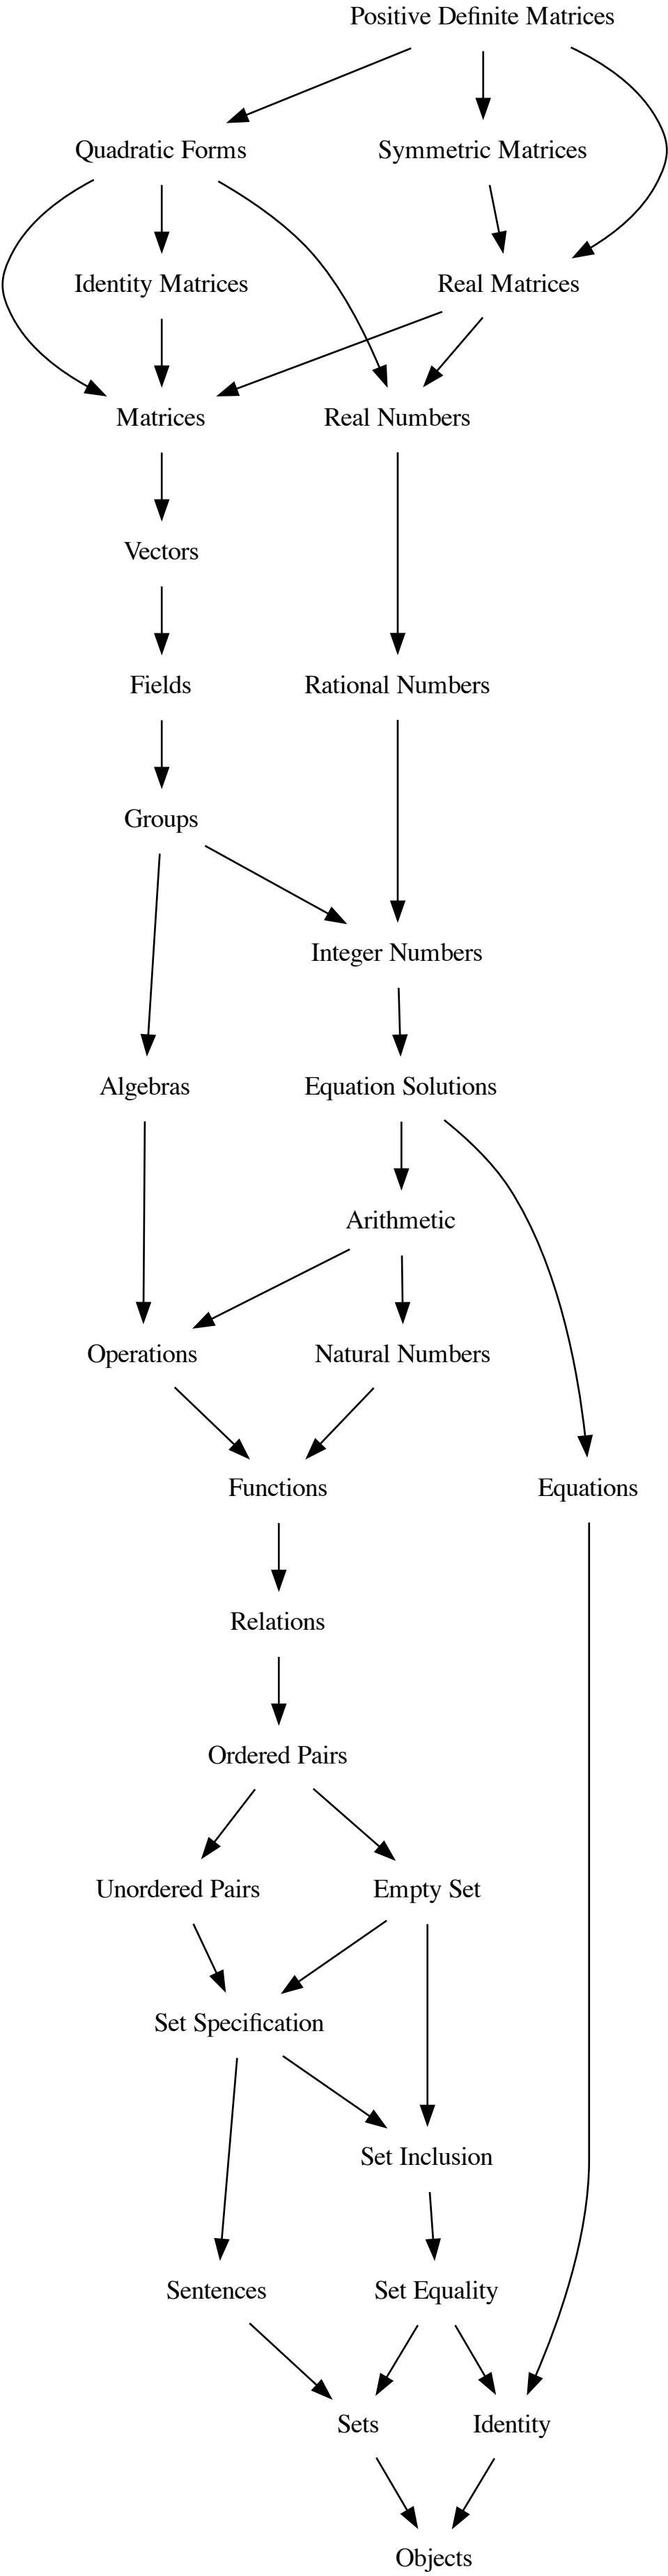 Positive Definite Matrices
Quadratic Forms
Symmetric Matrices
Identity Matrices
Real Matrices
Matrices
Real Numbers
Vectors
Fields
Rational Numbers
Groups
Integer Numbers
Algebras
Equation Solutions
Arithmetic
Operations
Natural Numbers
Functions
Equations
Relations
Ordered Pairs
Unordered Pairs
Empty Set
Set Specification
Set Inclusion
Sentences
Set Equality
Sets
Identity
Objects